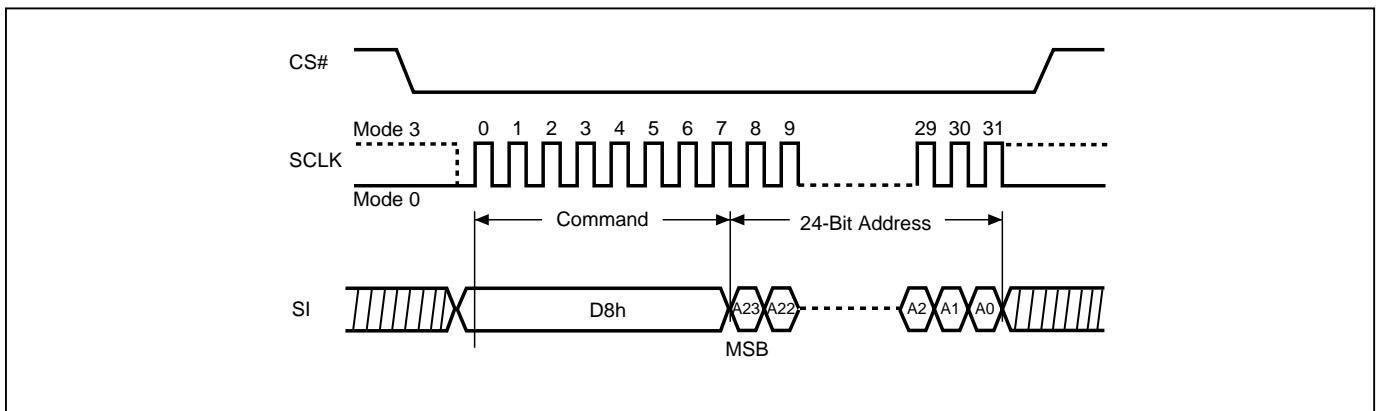 CS#
Mode 3
0 1 2 3 4 5 6 7 8 9 29 30 31
SCLK
Mode 0
Command
24-Bit Address
SI
D8h
A23 A22 A2 A1 A0
MSB